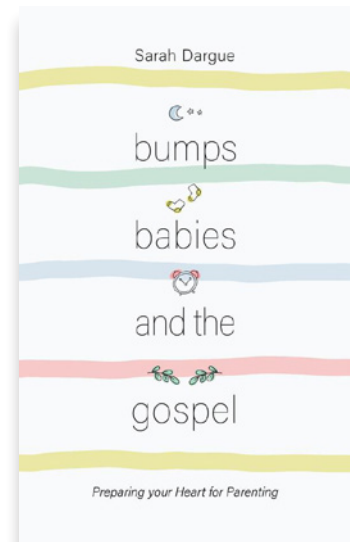 Sarah Dargue
bumps
babies
and the
gospel
Preparing your Heart for Parenting